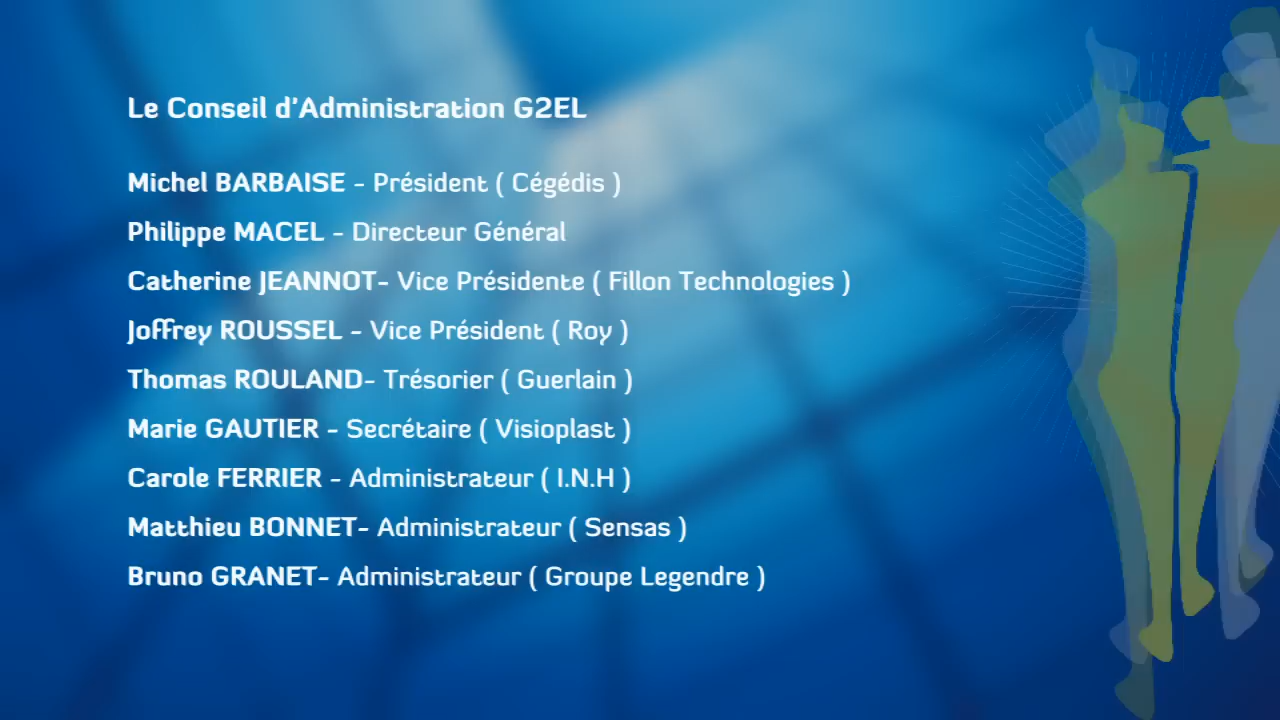 Le Conseil d'Administration G2EL
Michel BARBAISE - Président ( Cégédis )
Philippe MACEL - Directeur Général
Catherine JEANNOT- Vice Présidente ( Fillon Technologies )
Joffrey ROUSSEL - Vice Président ( Roy )
Thomas ROULAND- Trésorier ( Guerlain )
Marie GAUTIER - Secrétaire ( Visioplast )
Carole FERRIER - Administrateur ( I.N.H )
Matthieu BONNET- Administrateur ( Sensas )
Bruno GRANET- Administrateur ( Groupe Legendre )